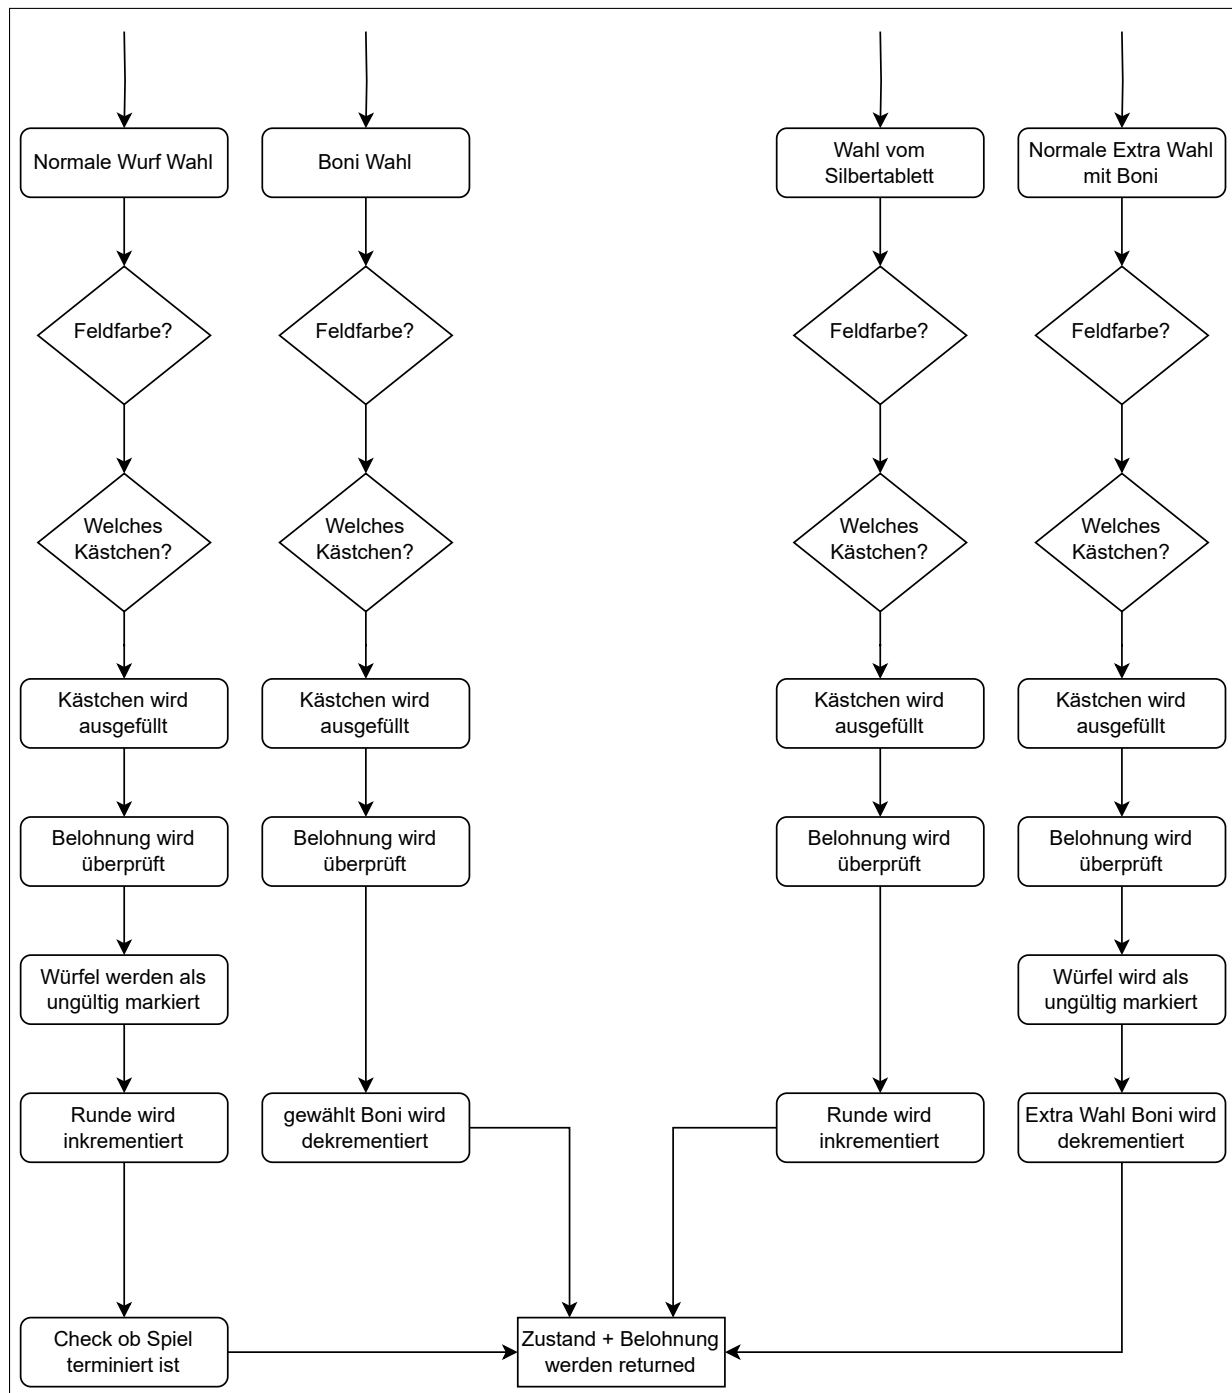 Normale Wurf Wahl
Boni Wahl
Wahl vom
Silbertablett
Normale Extra Wahl
mit Boni
Feldfarbe?
Feldfarbe?
Feldfarbe?
Feldfarbe?
Welches
Kästchen?
Welches
Kästchen?
Welches
Kästchen?
Welches
Kästchen?
Kästchen wird
ausgefüllt
Kästchen wird
ausgefüllt
Kästchen wird
ausgefüllt
Kästchen wird
ausgefüllt
Belohnung wird
überprüft
Belohnung wird
überprüft
Belohnung wird
überprüft
Belohnung wird
überprüft
Würfel werden als
ungültig markiert
Würfel wird als
ungültig markiert
Runde wird
inkrementiert
gewählt Boni wird
dekrementiert
Runde wird
inkrementiert
Extra Wahl Boni wird
dekrementiert
Check ob Spiel
terminiert ist
Zustand + Belohnung
werden returned